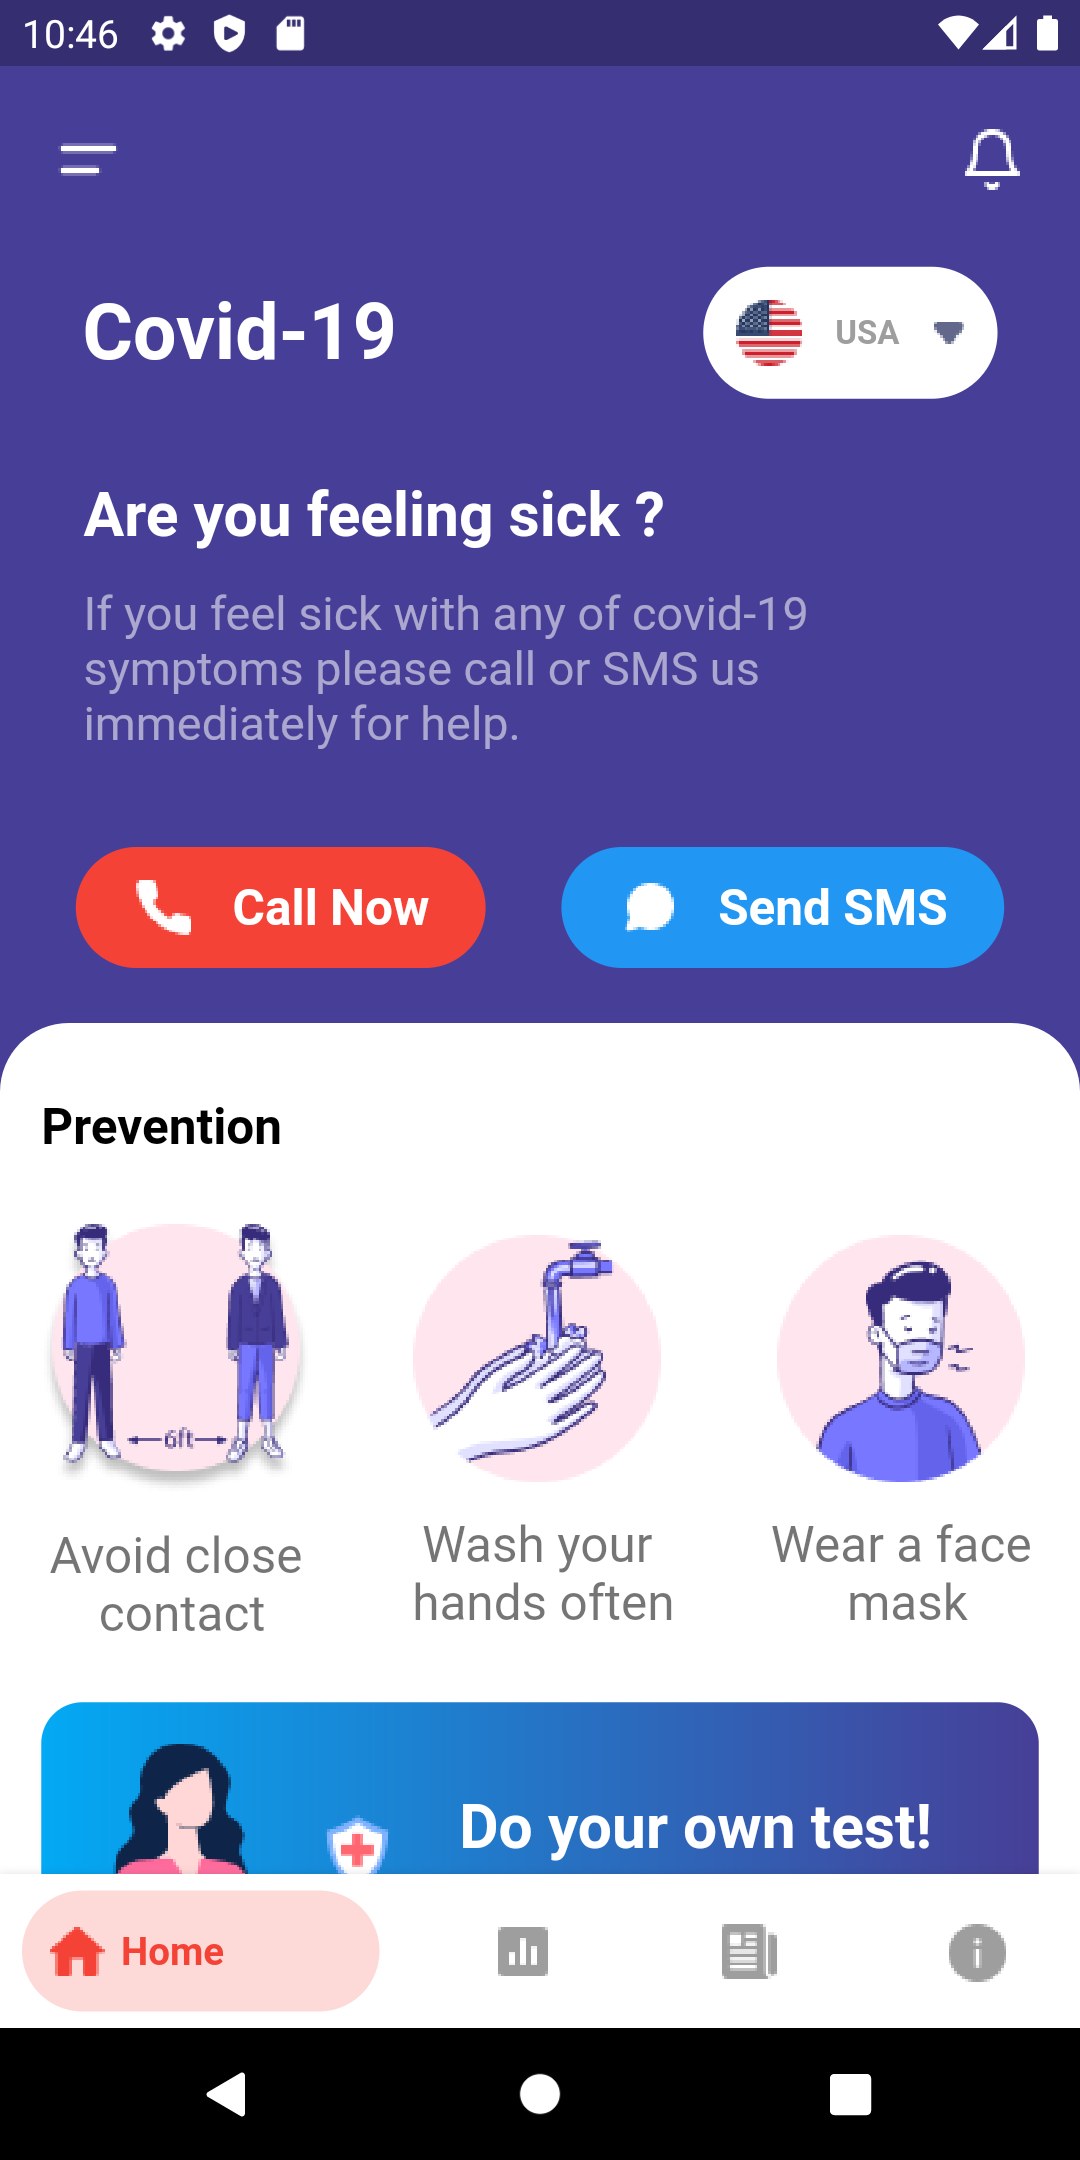 10:46
Covid-19
USA
Are you feeling sick ?
If you feel sick with any of covid-19
symptoms please call or SMS us
immediately for help.
Call Now
Send SMS
Prevention
6ft
Avoid close
contact
Wash your
hands often
Wear a face
mask
Do your own test!
Home